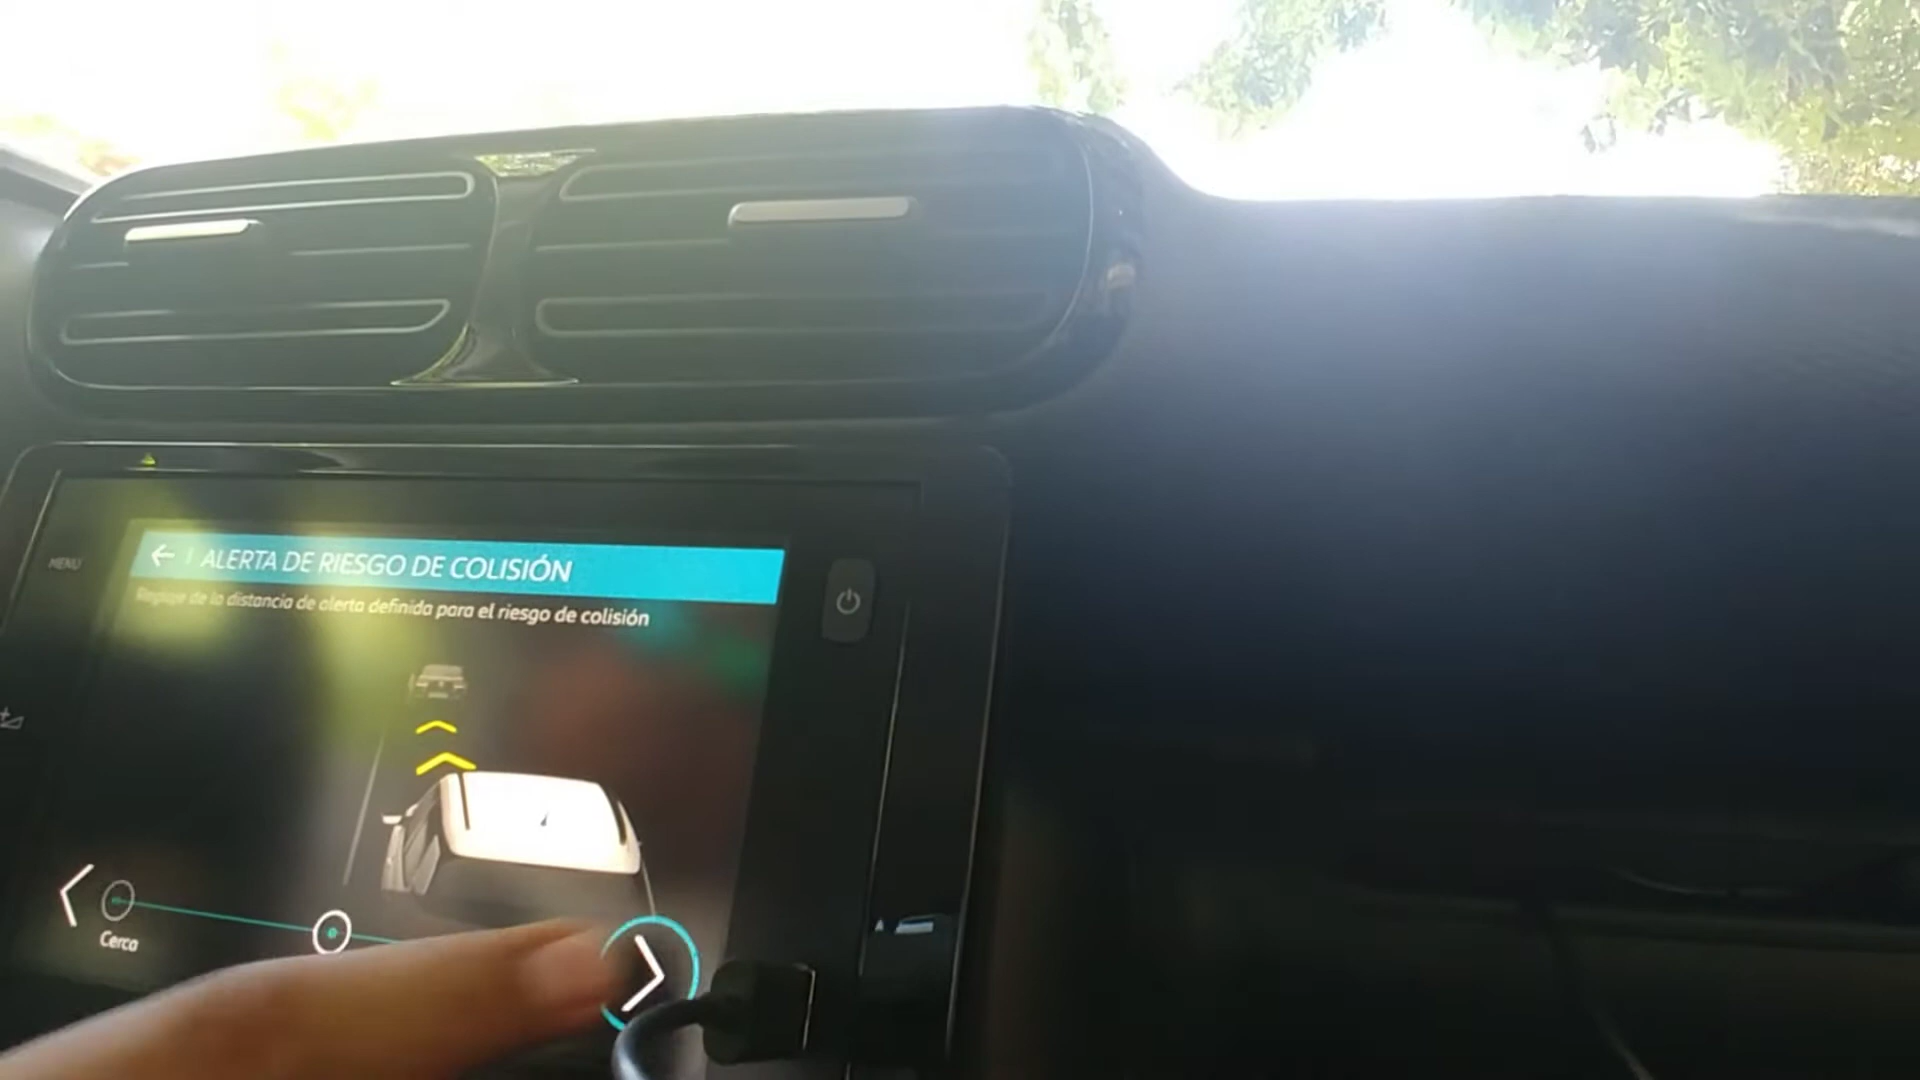 ALERTA DE RIESGO DE COLISIÓN
MENU
Reglaje de la distancia de alerta definida para el riesgo de colisión
Cerca